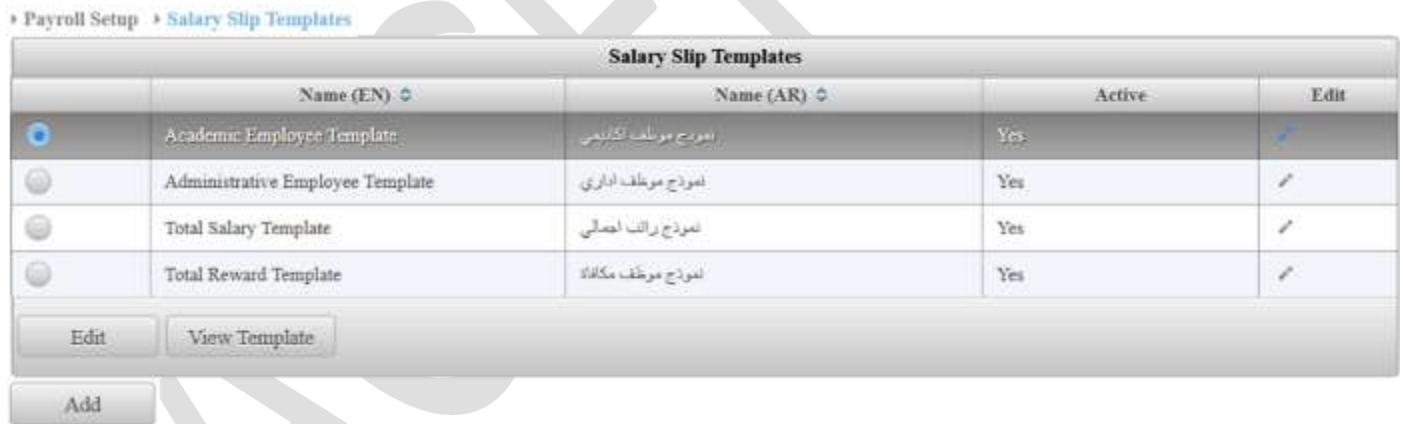 Payroll Setup Salary Slip Templates
Salary Slip Templates
Name (EN) Name (AR) Active Edit
Academic Employee Template نموذج موظف اكاديمي Yes
Administrative Employee Template نموذج موظف اداري Yes
Total Salary Template نموذج راتب اجمالي Yes
Total Reward Template نموذج موظف مكافاة Yes
Edit View Template
Add